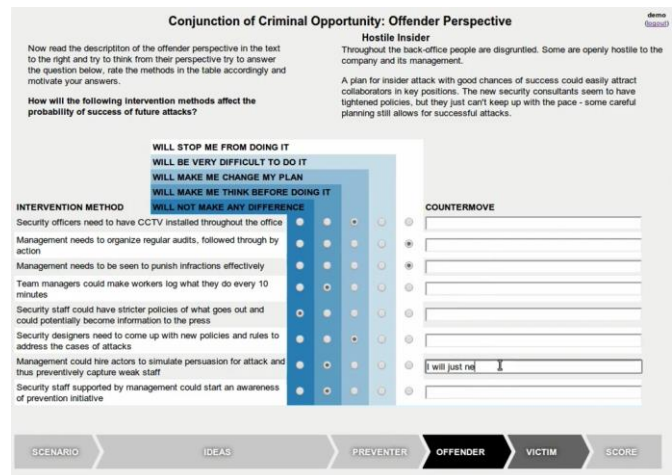 Conjunction of Criminal Opportunity: Offender Perspective
demo
(logout)
Now read the descriptiton of the offender perspective in the text
to the right and try to think from their perspective try to answer
the question below, rate the methods in the table accordingly and
motivate your answers.
How will the following intervention methods affect the
probability of success of future attacks?
Hostile Insider
Throughout the back-office people are disgruntled. Some are openly hostile to the
company and its management.
A plan for insider attack with good chances of success could easily attract
collaborators in key positions. The new security consultants seem to have
tightened policies, but they just can't keep up with the pace - some careful
planning still allows for successful attacks.
WILL STOP ME FROM DOING IT
WILL BE VERY DIFFICULT TO DO IT
WILL MAKE ME CHANGE MY PLAN
WILL MAKE ME THINK BEFORE DOING IT
INTERVENTION METHOD
WILL NOT MAKE ANY DIFFERENCE
COUNTERMOVE
Security officers need to have CCTV installed throughout the office
Management needs to organize regular audits, followed through by
action
Management needs to be seen to punish infractions effectively
Team managers could make workers log what they do every 10
minutes
Security staff could have stricter policies of what goes out and
could potentially become information to the press
Security designers need to come up with new policies and rules to
address the cases of attacks
Management could hire actors to simulate persuasion for attack and
thus preventively capture weak staff
I will just ne
Security staff supported by management could start an awareness
of prevention initiative
SCENARIO
IDEAS
PREVENTER
OFFENDER
VICTIM
SCORE